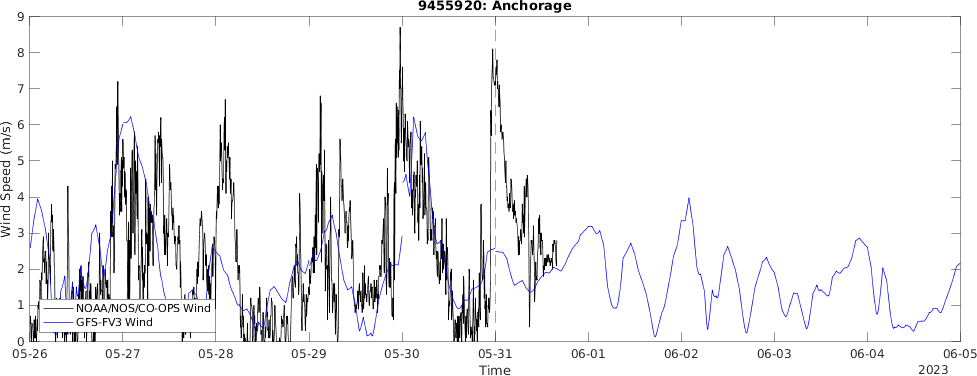 9455920: Anchorage
9
8
7
6
5
4
3
2
1
0
Wind Speed (m/s)
NOAA/NOS/CO-OPS Wind
GFS-FV3 Wind
05-26 05-27 05-28 05-29 05-30 05-31 06-01 06-02 06-03 06-04 06-05
Time
2023